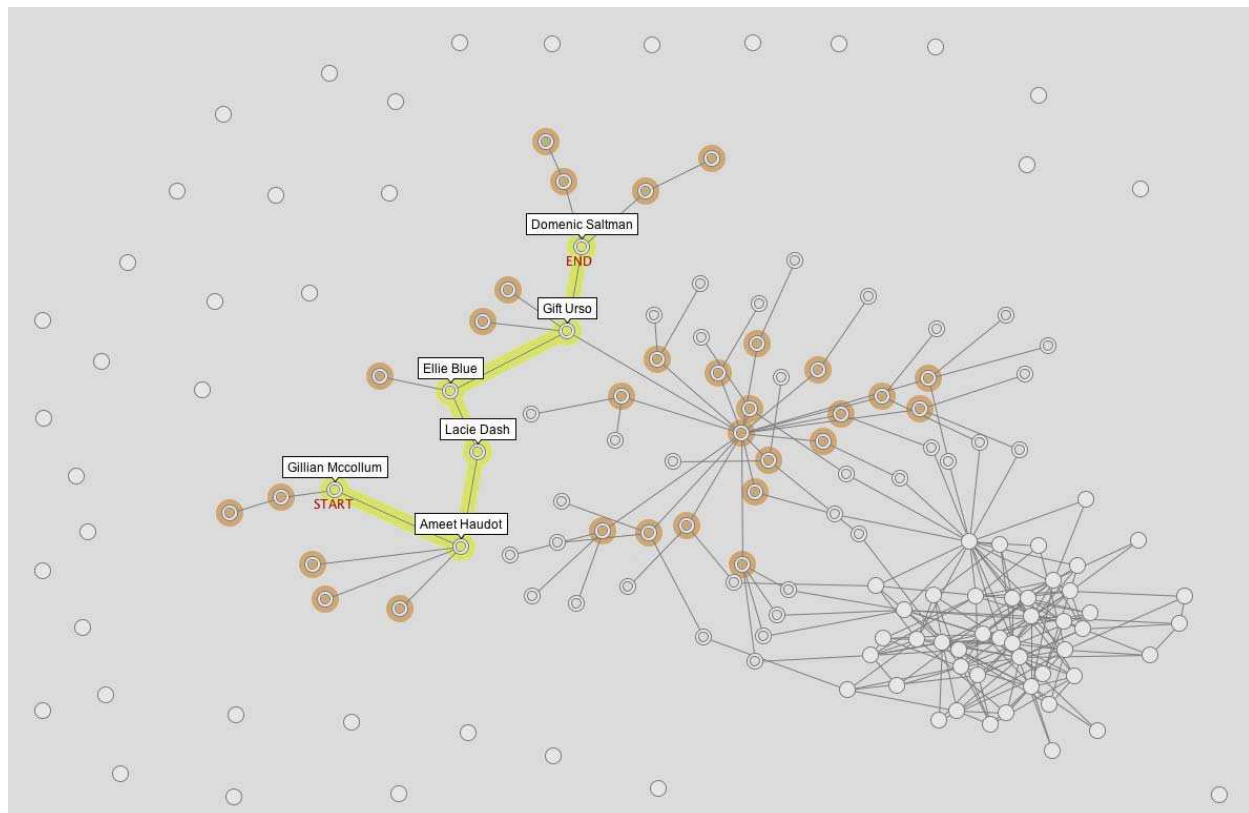 Domenic Saltman
END
Gift Urso
Ellie Blue
Lacie Dash
Gillian Mccollum
START
Ameet Haudot